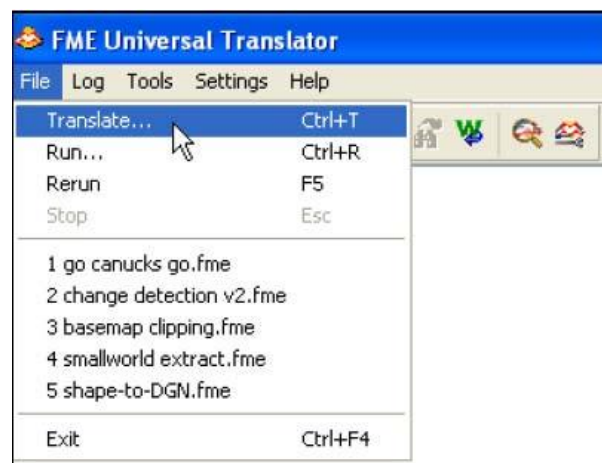 FME Universal Translator
File Log Tools Settings Help
Translate... Ctrl+T
Run... Ctrl+R
Rerun F5
Stop Esc
1 go canucks go.fme
2 change detection v2.fme
3 basemap clipping.fme
4 smallworld extract.fme
5 shape-to-DGN.fme
Exit Ctrl+F4